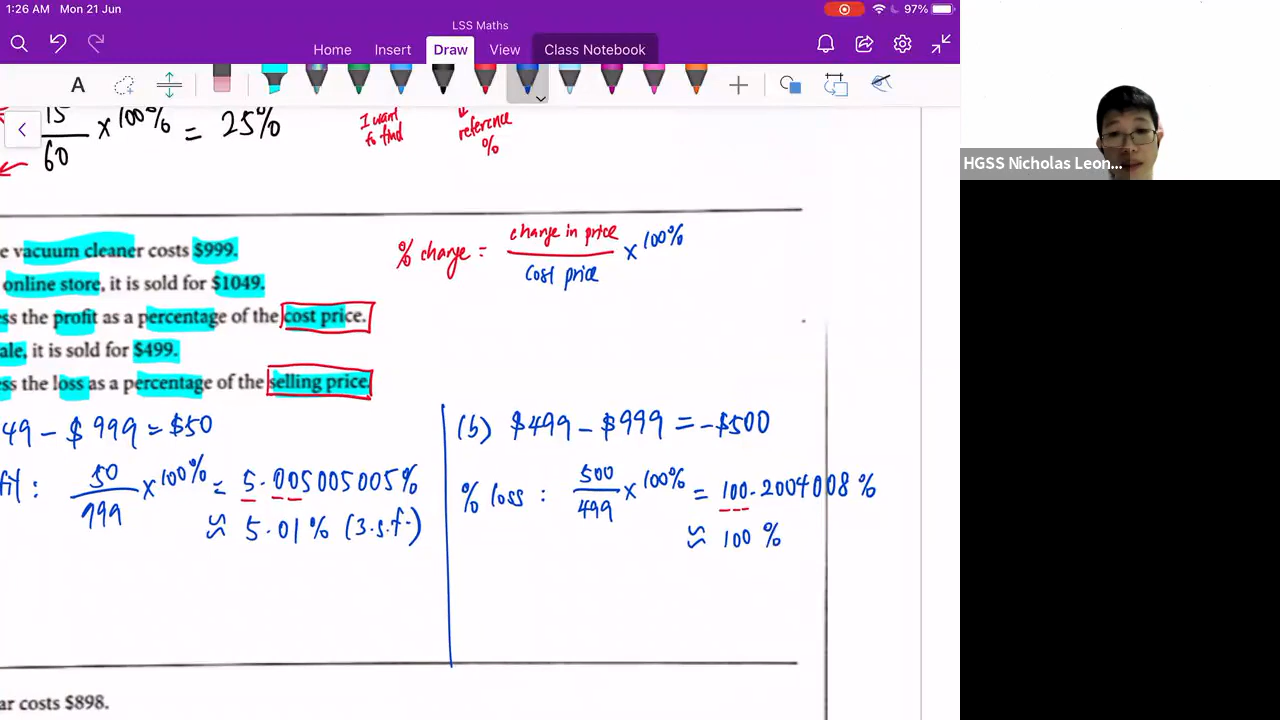 1:26 AM Mon 21 Jun
97%
LSS Maths
Home Insert Draw View Class Notebook
A
15/60 × 100% = 25%
I want to find
reference %
HGSS Nicholas Leon...
e vacuum cleaner costs $999.
online store, it is sold for $1049.
ss the profit as a percentage of the cost price.
ale, it is sold for $499.
ss the loss as a percentage of the selling price.
% change = change in price / cost price × 100%
49 - $999 = $50
fit : 50/999 × 100% = 5.005005005%
≈ 5.01% (3.s.f.)
(b) $499 - $999 = -$500
% loss : 500/499 × 100% = 100.2004008%
≈ 100%
ar costs $898.